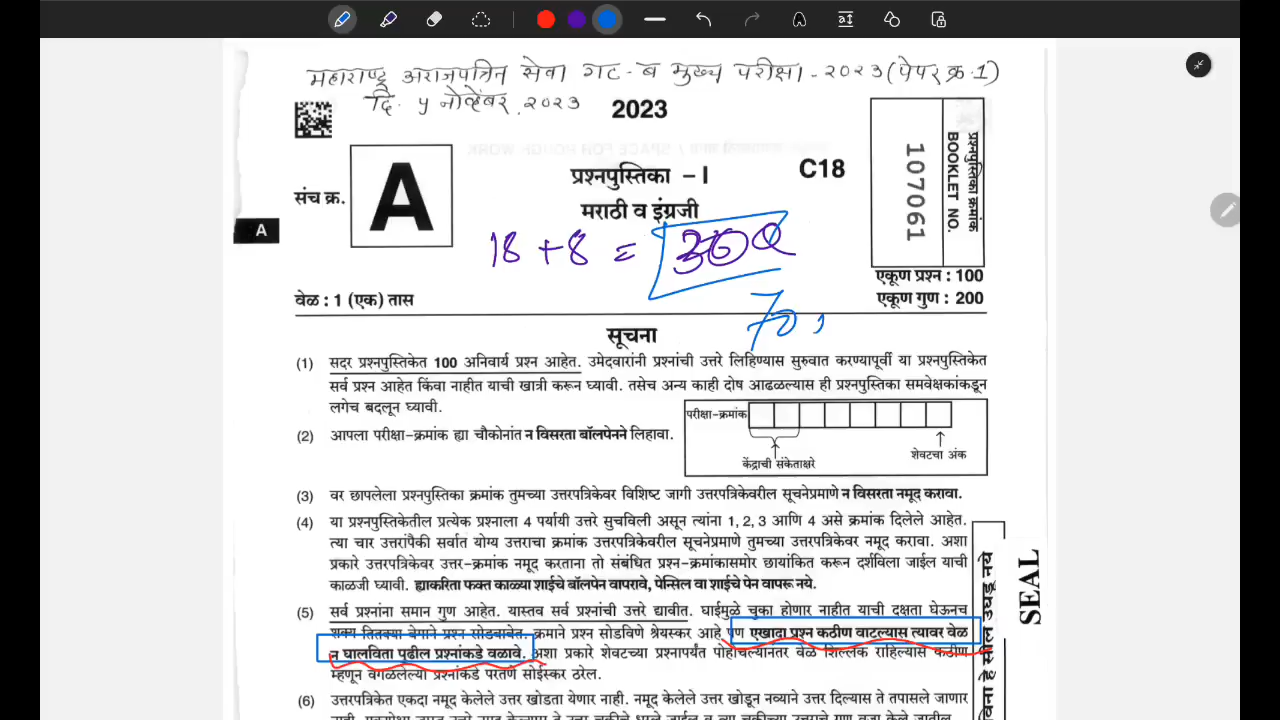 महाराष्ट्र अराजपत्रित सेवा गट-ब मुख्य परीक्षा-२०२३ (पेपर क्र.1)
दि. ५ नोव्हेंबर, २०२३
2023
संच क्र.
A
प्रश्नपुस्तिका – I
C18
मराठी व इंग्रजी
A
107061
प्रश्नपुस्तिका क्रमांक
BOOKLET NO.
18 + 8 =
एकूण प्रश्न : 100
वेळ : 1 (एक) तास
एकूण गुण : 200
70,
सूचना
(1) सदर प्रश्नपुस्तिकेत 100 अनिवार्य प्रश्न आहेत. उमेदवारांनी प्रश्नांची उत्तरे लिहिण्यास सुरुवात करण्यापूर्वी या प्रश्नपुस्तिकेत
सर्व प्रश्न आहेत किंवा नाहीत याची खात्री करून घ्यावी. तसेच अन्य काही दोष आढळल्यास ही प्रश्नपुस्तिका समवेक्षकांकडून
लगेच बदलून घ्यावी.
परीक्षा-क्रमांक
(2) आपला परीक्षा-क्रमांक ह्या चौकोनांत न विसरता बॉलपेनने लिहावा.
केंद्राची संकेताक्षरे
शेवटचा अंक
(3) वर छापलेला प्रश्नपुस्तिका क्रमांक तुमच्या उत्तरपत्रिकेवर विशिष्ट जागी उत्तरपत्रिकेवरील सूचनेप्रमाणे न विसरता नमूद करावा.
(4) या प्रश्नपुस्तिकेतील प्रत्येक प्रश्नाला 4 पर्यायी उत्तरे सुचविली असून त्यांना 1, 2, 3 आणि 4 असे क्रमांक दिलेले आहेत.
त्या चार उत्तरांपैकी सर्वात योग्य उत्तराचा क्रमांक उत्तरपत्रिकेवरील सूचनेप्रमाणे तुमच्या उत्तरपत्रिकेवर नमूद करावा. अशा
प्रकारे उत्तरपत्रिकेवर उत्तर-क्रमांक नमूद करताना तो संबंधित प्रश्न-क्रमांकासमोर छायांकित करून दर्शविला जाईल याची
काळजी घ्यावी. ह्याकरिता फक्त काळ्या शाईचे बॉलपेन वापरावे, पेन्सिल वा शाईचे पेन वापरू नये.
(5) सर्व प्रश्नांना समान गुण आहेत. यास्तव सर्व प्रश्नांची उत्तरे द्यावीत. घाईमुळे चुका होणार नाहीत याची दक्षता घेऊनच
शक्य तितक्या वेगाने प्रश्न सोडवावेत. क्रमाने प्रश्न सोडविणे श्रेयस्कर आहे पण एखादा प्रश्न कठीण वाटल्यास त्यावर वेळ
न घालविता पुढील प्रश्नांकडे वळावे. अशा प्रकारे शेवटच्या प्रश्नापर्यंत पोहोचल्यानंतर वेळ शिल्लक राहिल्यास कठीण
म्हणून वगळलेल्या प्रश्नांकडे परतणे सोईस्कर ठरेल.
(6) उत्तरपत्रिकेत एकदा नमूद केलेले उत्तर खोडता येणार नाही. नमूद केलेले उत्तर खोडून नव्याने उत्तर दिल्यास ते तपासले जाणार
विना हे सील उघडू नये
SEAL